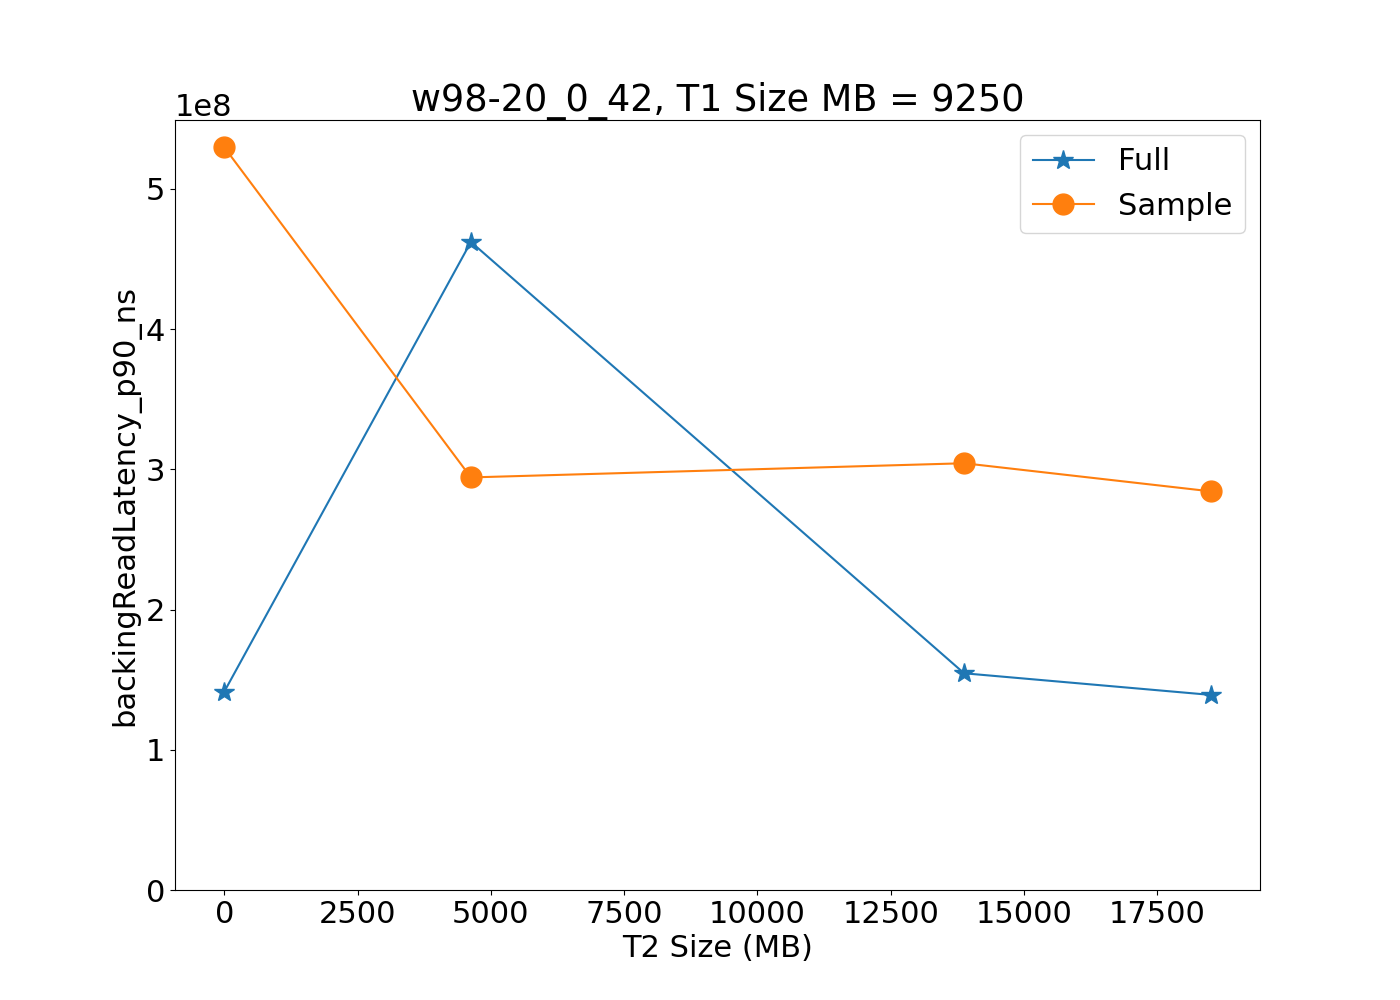 w98-20_0_42, T1 Size MB = 9250
1e8
Full
Sample
5
4
3
2
1
0
backingReadLatency_p90_ns
0 2500 5000 7500 10000 12500 15000 17500
T2 Size (MB)